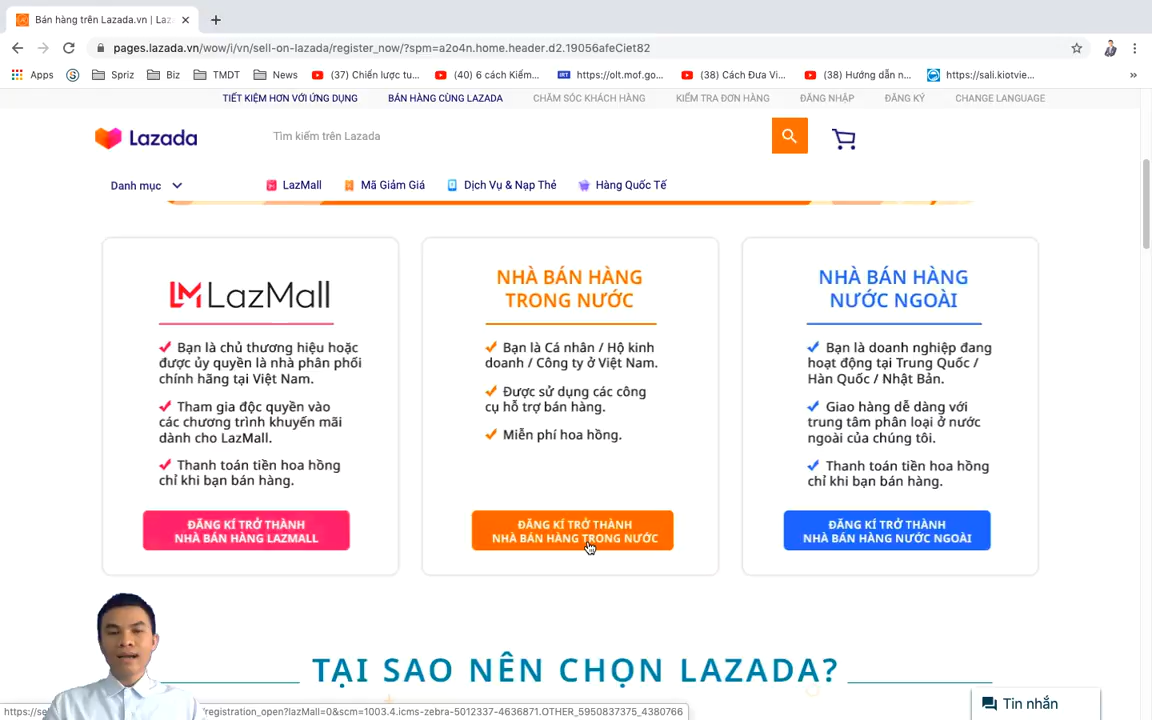 Bán hàng trên Lazada.vn | Laz
pages.lazada.vn/wow/i/vn/sell-on-lazada/register_now/?spm=a2o4n.home.header.d2.19056afeCiet82
Apps Spriz Biz TMDT News (37) Chiến lược tu... (40) 6 cách Kiếm... https://olt.mof.go... (38) Cách Đưa Vi... (38) Hướng dẫn n... https://sali.kiotvie... »
TIẾT KIỆM HƠN VỚI ỨNG DỤNG BÁN HÀNG CÙNG LAZADA CHĂM SÓC KHÁCH HÀNG KIỂM TRA ĐƠN HÀNG ĐĂNG NHẬP ĐĂNG KÝ CHANGE LANGUAGE
Lazada Tìm kiếm trên Lazada
Danh mục LazMall Mã Giảm Giá Dịch Vụ & Nạp Thẻ Hàng Quốc Tế
LM LazMall
Bạn là chủ thương hiệu hoặc
được ủy quyền là nhà phân phối
chính hãng tại Việt Nam.
Tham gia độc quyền vào
các chương trình khuyến mãi
dành cho LazMall.
Thanh toán tiền hoa hồng
chỉ khi bạn bán hàng.
ĐĂNG KÍ TRỞ THÀNH
NHÀ BÁN HÀNG LAZMALL
NHÀ BÁN HÀNG
TRONG NƯỚC
Bạn là Cá nhân / Hộ kinh
doanh / Công ty ở Việt Nam.
Được sử dụng các công
cụ hỗ trợ bán hàng.
Miễn phí hoa hồng.
ĐĂNG KÍ TRỞ THÀNH
NHÀ BÁN HÀNG TRONG NƯỚC
NHÀ BÁN HÀNG
NƯỚC NGOÀI
Bạn là doanh nghiệp đang
hoạt động tại Trung Quốc /
Hàn Quốc / Nhật Bản.
Giao hàng dễ dàng với
trung tâm phân loại ở nước
ngoài của chúng tôi.
Thanh toán tiền hoa hồng
chỉ khi bạn bán hàng.
ĐĂNG KÍ TRỞ THÀNH
NHÀ BÁN HÀNG NƯỚC NGOÀI
TẠI SAO NÊN CHỌN LAZADA?
Tin nhắn
https://se
/registration_open?lazMall=0&scm=1003.4.icms-zebra-5012337-4636871.OTHER_5950837375_4380766